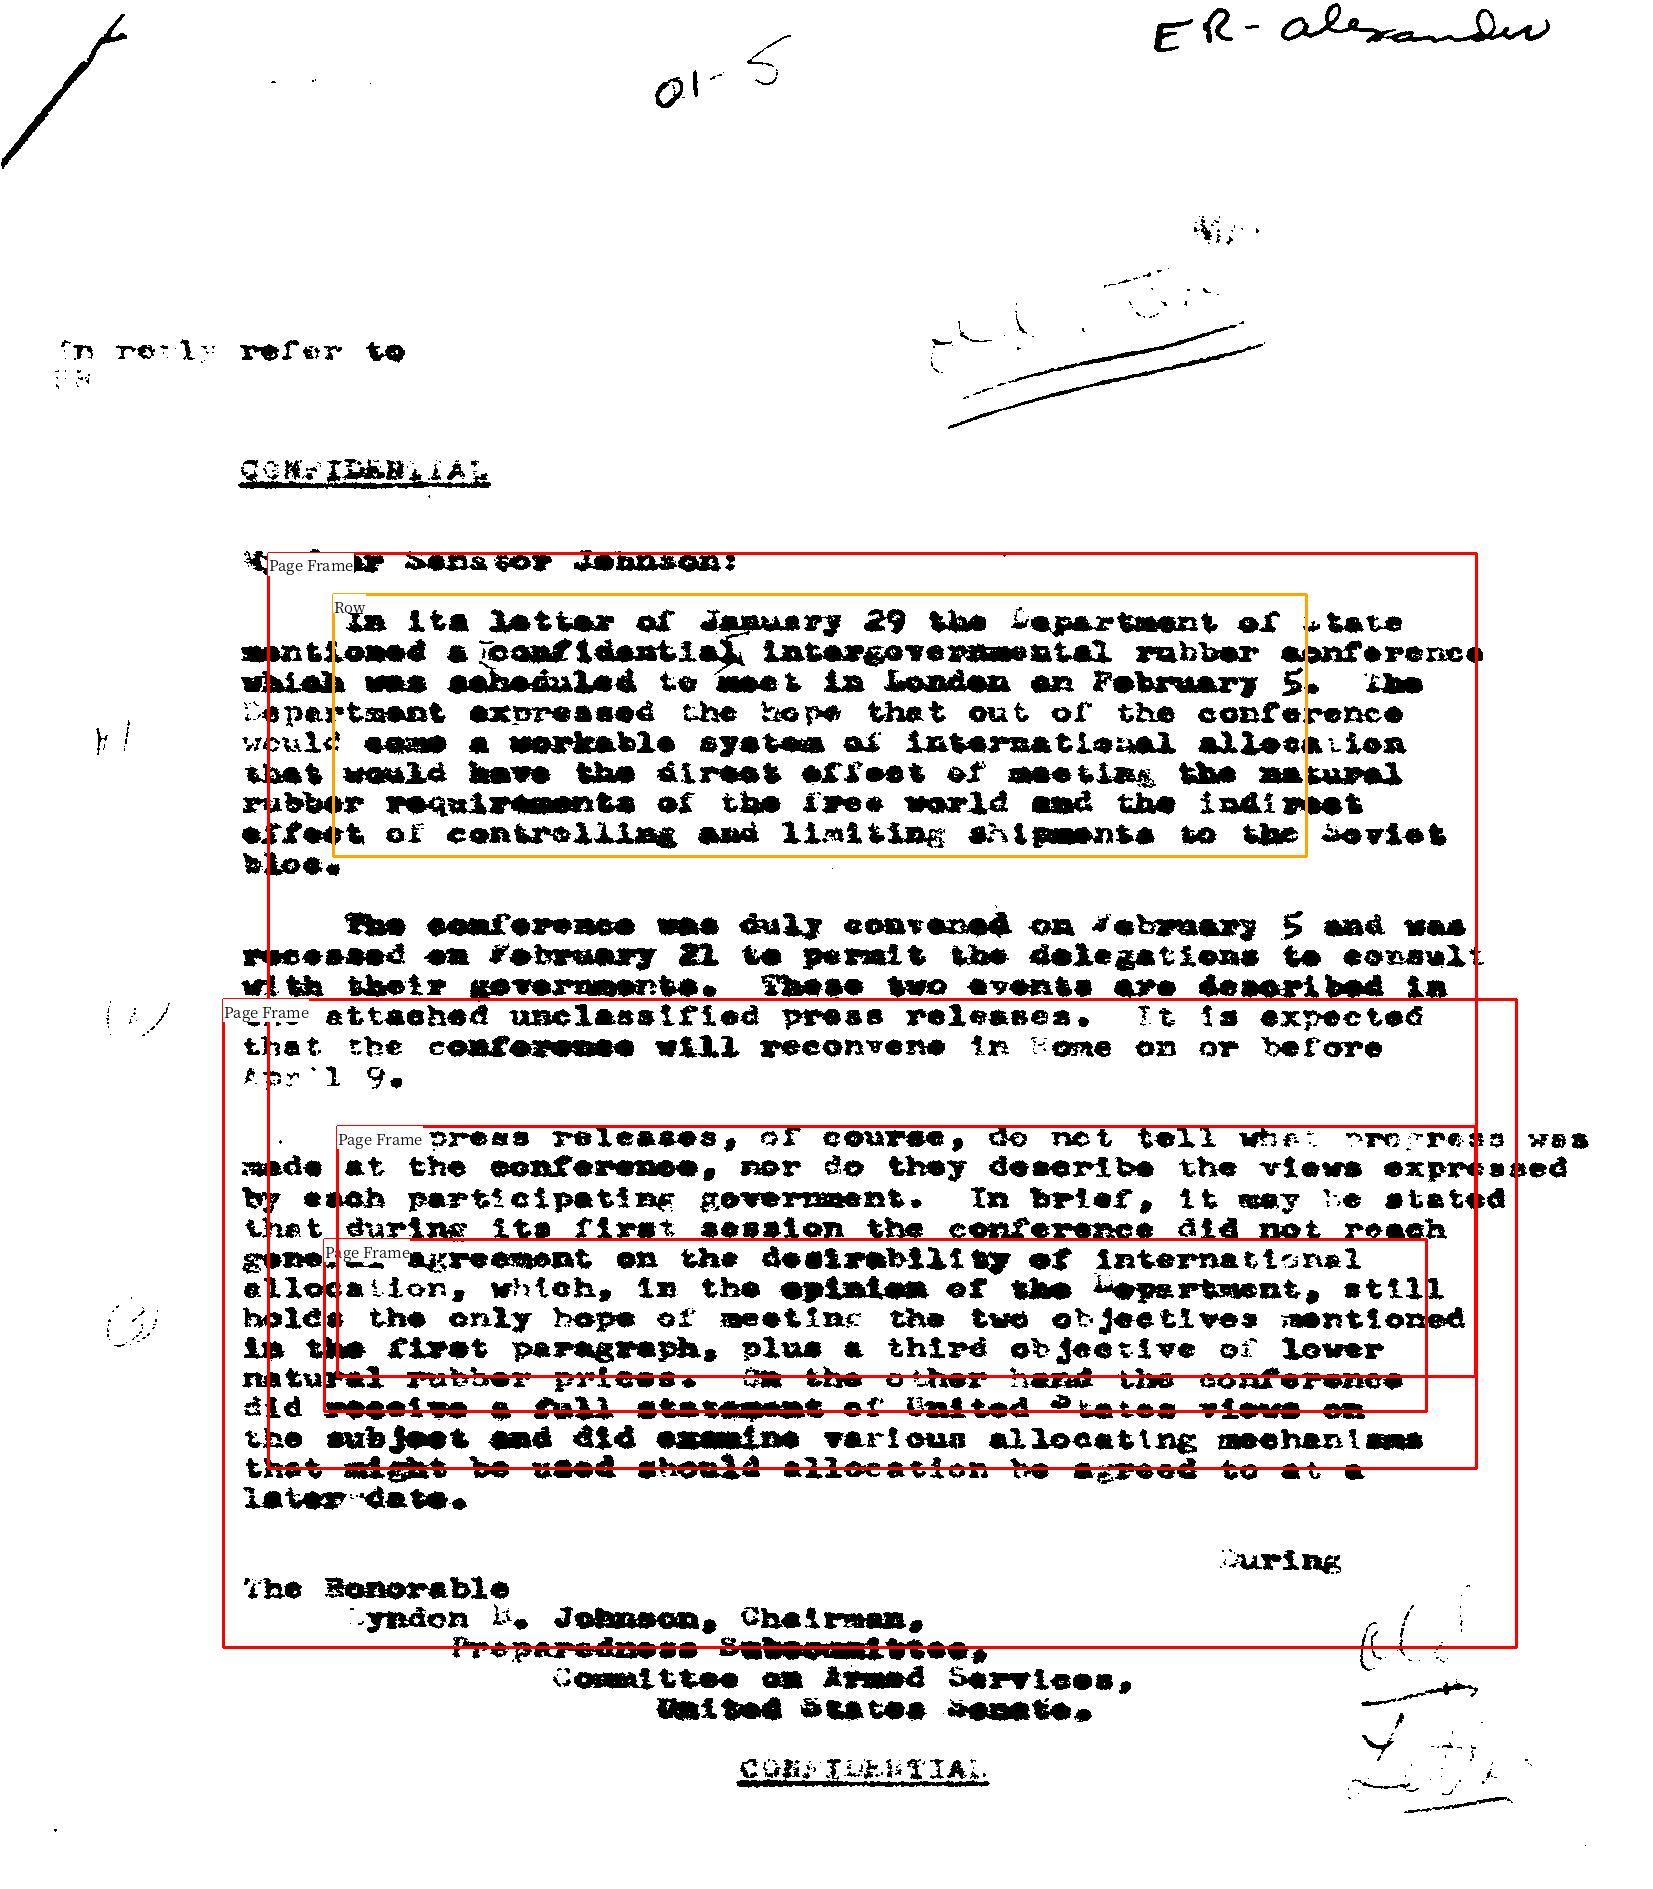 ER- Alexander
01-5
In reply refer to
ER
CONFIDENTIAL
Page Frame
ar Senator Johnson:
Row
In its letter of January 29 the Department of State
mentioned a confidential intergovernmental rubber conference
which was scheduled to meet in London on February 5. The
Department expressed the hope that out of the conference
would come a workable system of international allocation
that would have the direct effect of meeting the natural
rubber requirements of the free world and the indirect
effect of controlling and limiting shipments to the Soviet
bloc.
The conference was duly convened on February 5 and was
recessed on February 21 to permit the delegations to consult
with their governments. These two events are described in
Page Frame
attached unclassified press releases. It is expected
that the conference will reconvene in Rome on or before
April 9.
Page Frame
press releases, of course, do not tell what progress was
made at the conference, nor do they describe the views expressed
by each participating government. In brief, it may be stated
that during its first session the conference did not reach
Page Frame
general agreement on the desirability of international
allocation, which, in the opinion of the Department, still
holds the only hope of meeting the two objectives mentioned
in the first paragraph, plus a third objective of lower
natural rubber prices. On the other hand the conference
did receive a full statement of United States views on
the subject and did examine various allocating mechanisms
that might be used should allocation be agreed to at a
later date.
During
The Honorable
Lyndon B. Johnson, Chairman,
Preparedness Subcommittee,
Committee on Armed Services,
United States Senate.
CONFIDENTIAL